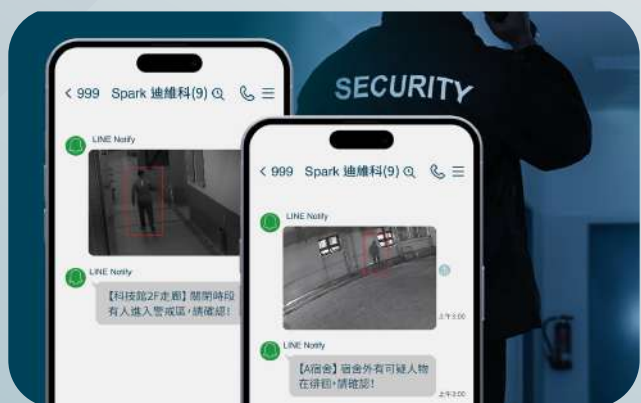 SECURITY
< 999 Spark 迪維科(9)
LINE Notify
LINE Notify
【科技館2F走廊】關閉時段
有人進入警戒區,請確認!
< 999 Spark 迪維科(9)
LINE Notify
上午3:00
LINE Notify
【A宿舍】宿舍外有可疑人物
在徘徊,請確認!
上午3:00